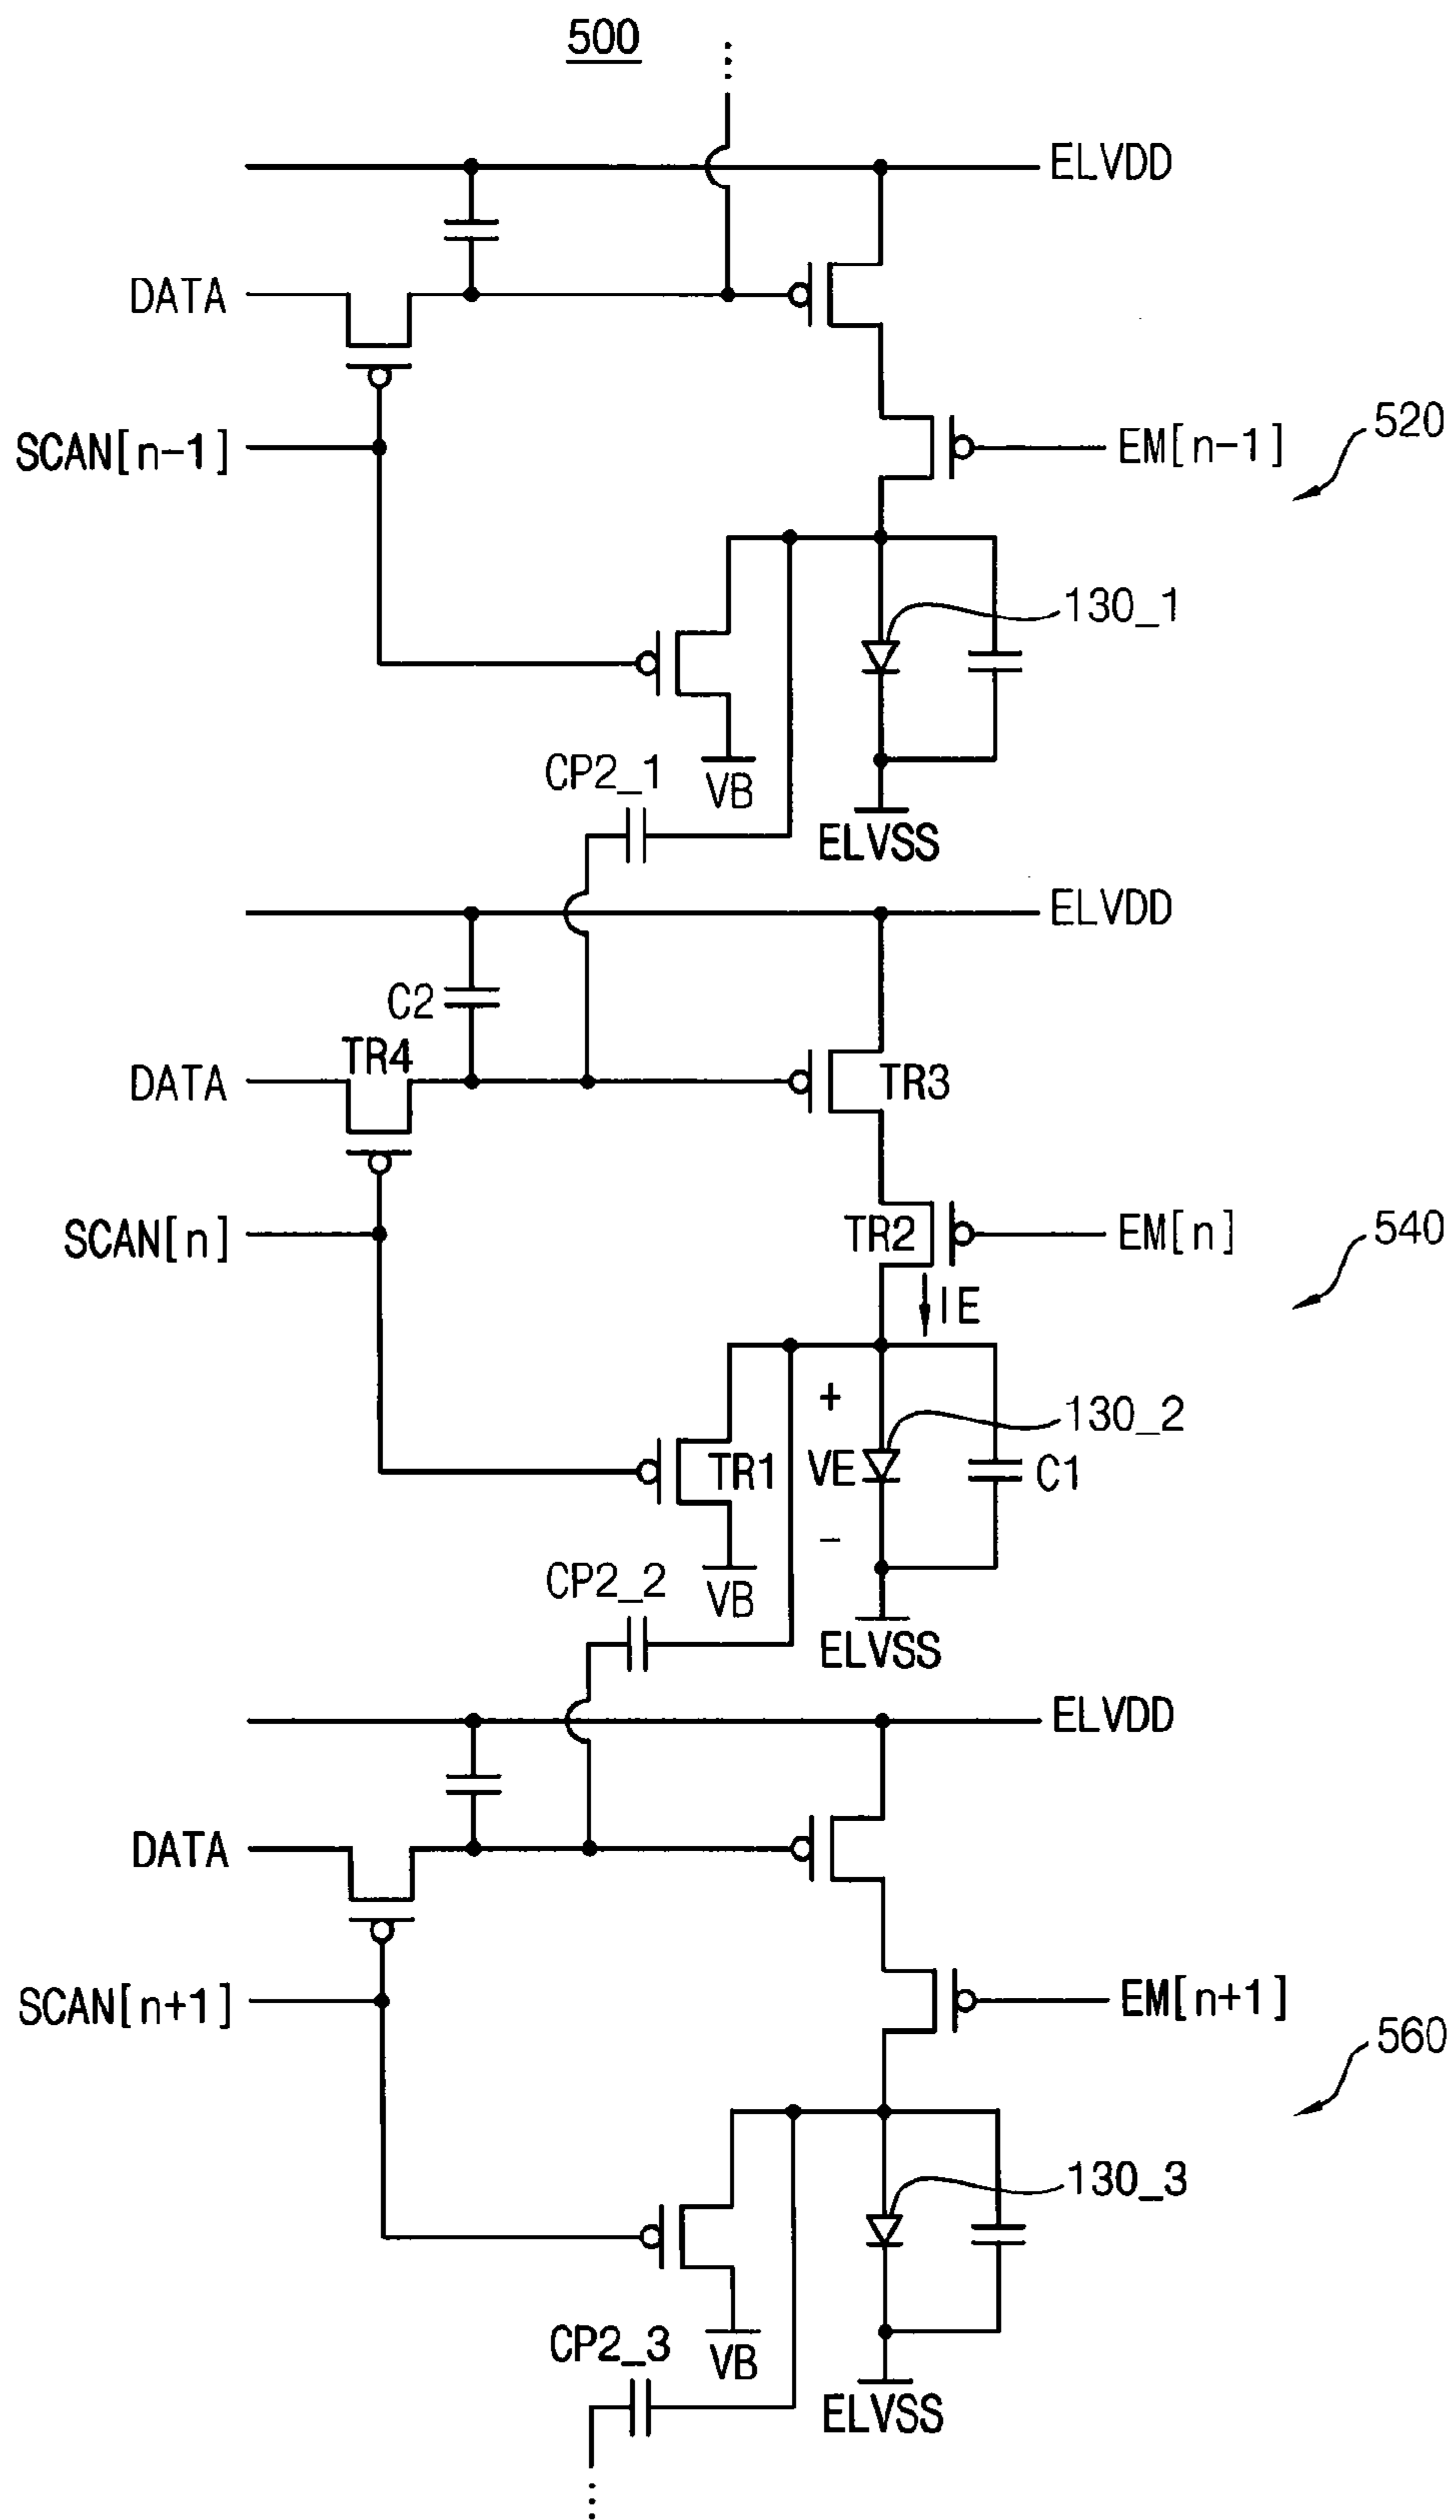 500
ELVDD
DATA
SCAN[n-1]
EM[n-1]
520
130_1
CP2_1
VB
ELVSS
ELVDD
C2
TR4
DATA
TR3
SCAN[n]
TR2
EM[n]
540
IE
+
130_2
TR1
VE
C1
-
CP2_2
VB
ELVSS
ELVDD
DATA
SCAN[n+1]
EM[n+1]
560
130_3
CP2_3
VB
ELVSS